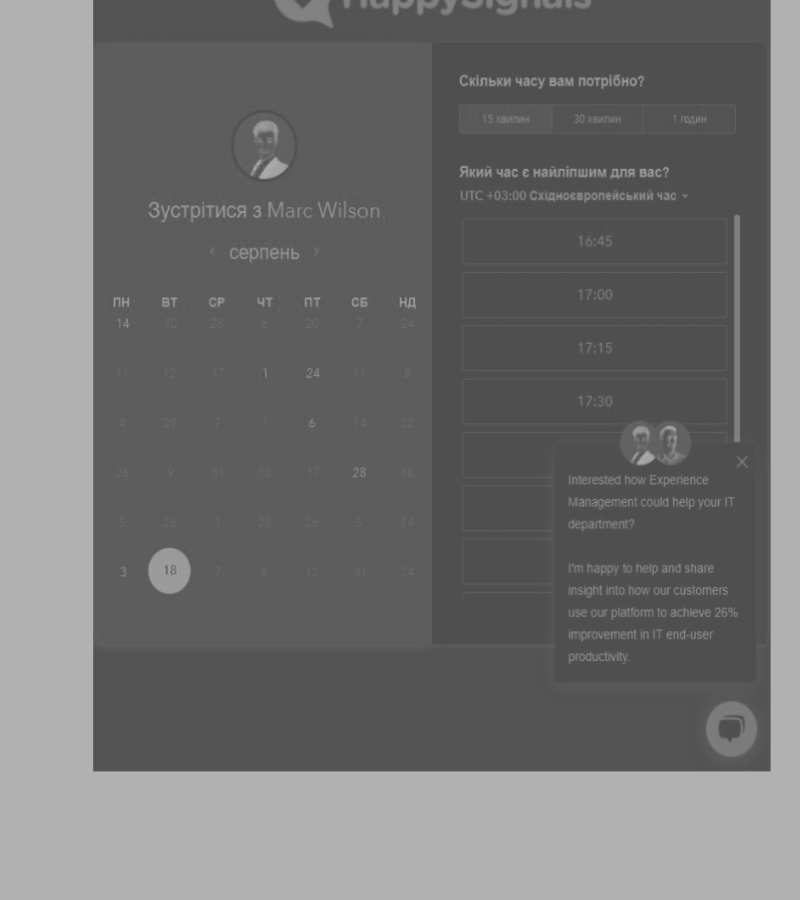 HappySignals
Зустрітися з Marc Wilson
серпень
ПН ВТ СР ЧТ ПТ СБ НД
14 10 28 6 20 7 24
11 12 17 1 24 11 8
4 29 7 1 6 14 22
26 9 31 13 17 28 18
5 26 1 28 26 5 14
3 18 7 6 12 31 24
Скільки часу вам потрібно?
15 хвилин 30 хвилин 1 годин
Який час є найліпшим для вас?
UTC +03:00 Східноєвропейський час
16:45
17:00
17:15
17:30
Interested how Experience
Management could help your IT
department?
I'm happy to help and share
insight into how our customers
use our platform to achieve 26%
improvement in IT end-user
productivity.